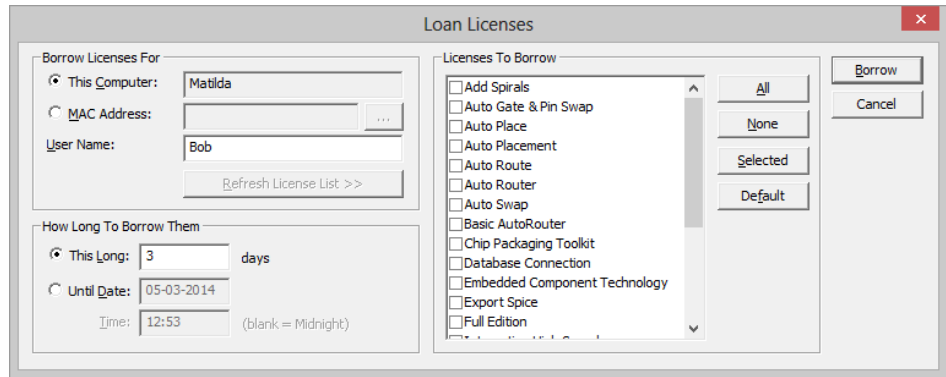 Loan Licenses
Borrow Licenses For
This Computer: Matilda
MAC Address: ...
User Name: Bob
Refresh License List >>
How Long To Borrow Them
This Long: 3 days
Until Date: 05-03-2014
Time: 12:53 (blank = Midnight)
Licenses To Borrow
Add Spirals
Auto Gate & Pin Swap
Auto Place
Auto Placement
Auto Route
Auto Router
Auto Swap
Basic AutoRouter
Chip Packaging Toolkit
Database Connection
Embedded Component Technology
Export Spice
Full Edition
All
None
Selected
Default
Borrow
Cancel